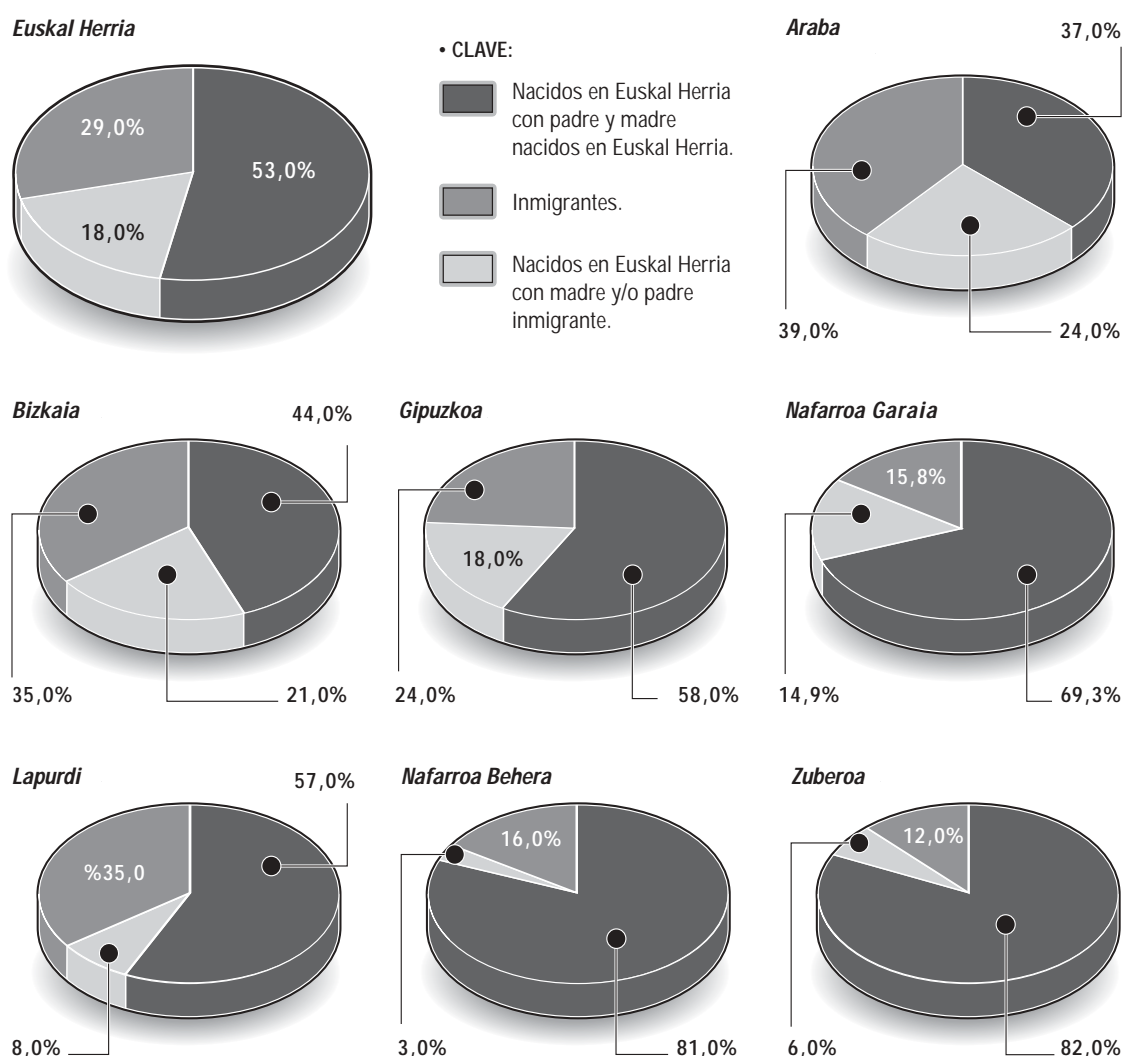 Euskal Herria
29,0%
53,0%
18,0%
• CLAVE:
Nacidos en Euskal Herria
con padre y madre
nacidos en Euskal Herria.
Inmigrantes.
Nacidos en Euskal Herria
con madre y/o padre
inmigrante.
Araba
37,0%
39,0%
24,0%
Bizkaia
44,0%
35,0%
21,0%
Gipuzkoa
18,0%
24,0%
58,0%
Nafarroa Garaia
15,8%
14,9%
69,3%
Lapurdi
57,0%
%35,0
8,0%
Nafarroa Behera
16,0%
3,0%
81,0%
Zuberoa
12,0%
6,0%
82,0%